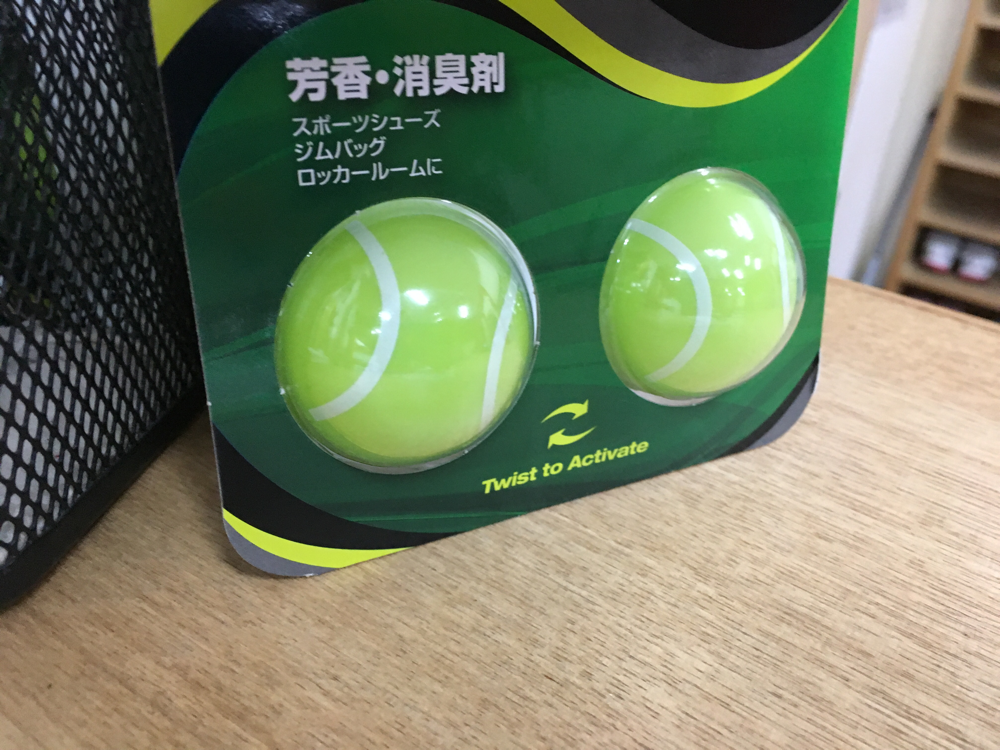 芳香・消臭剤
スポーツシューズ
ジムバッグ
ロッカールームに
Twist to Activate